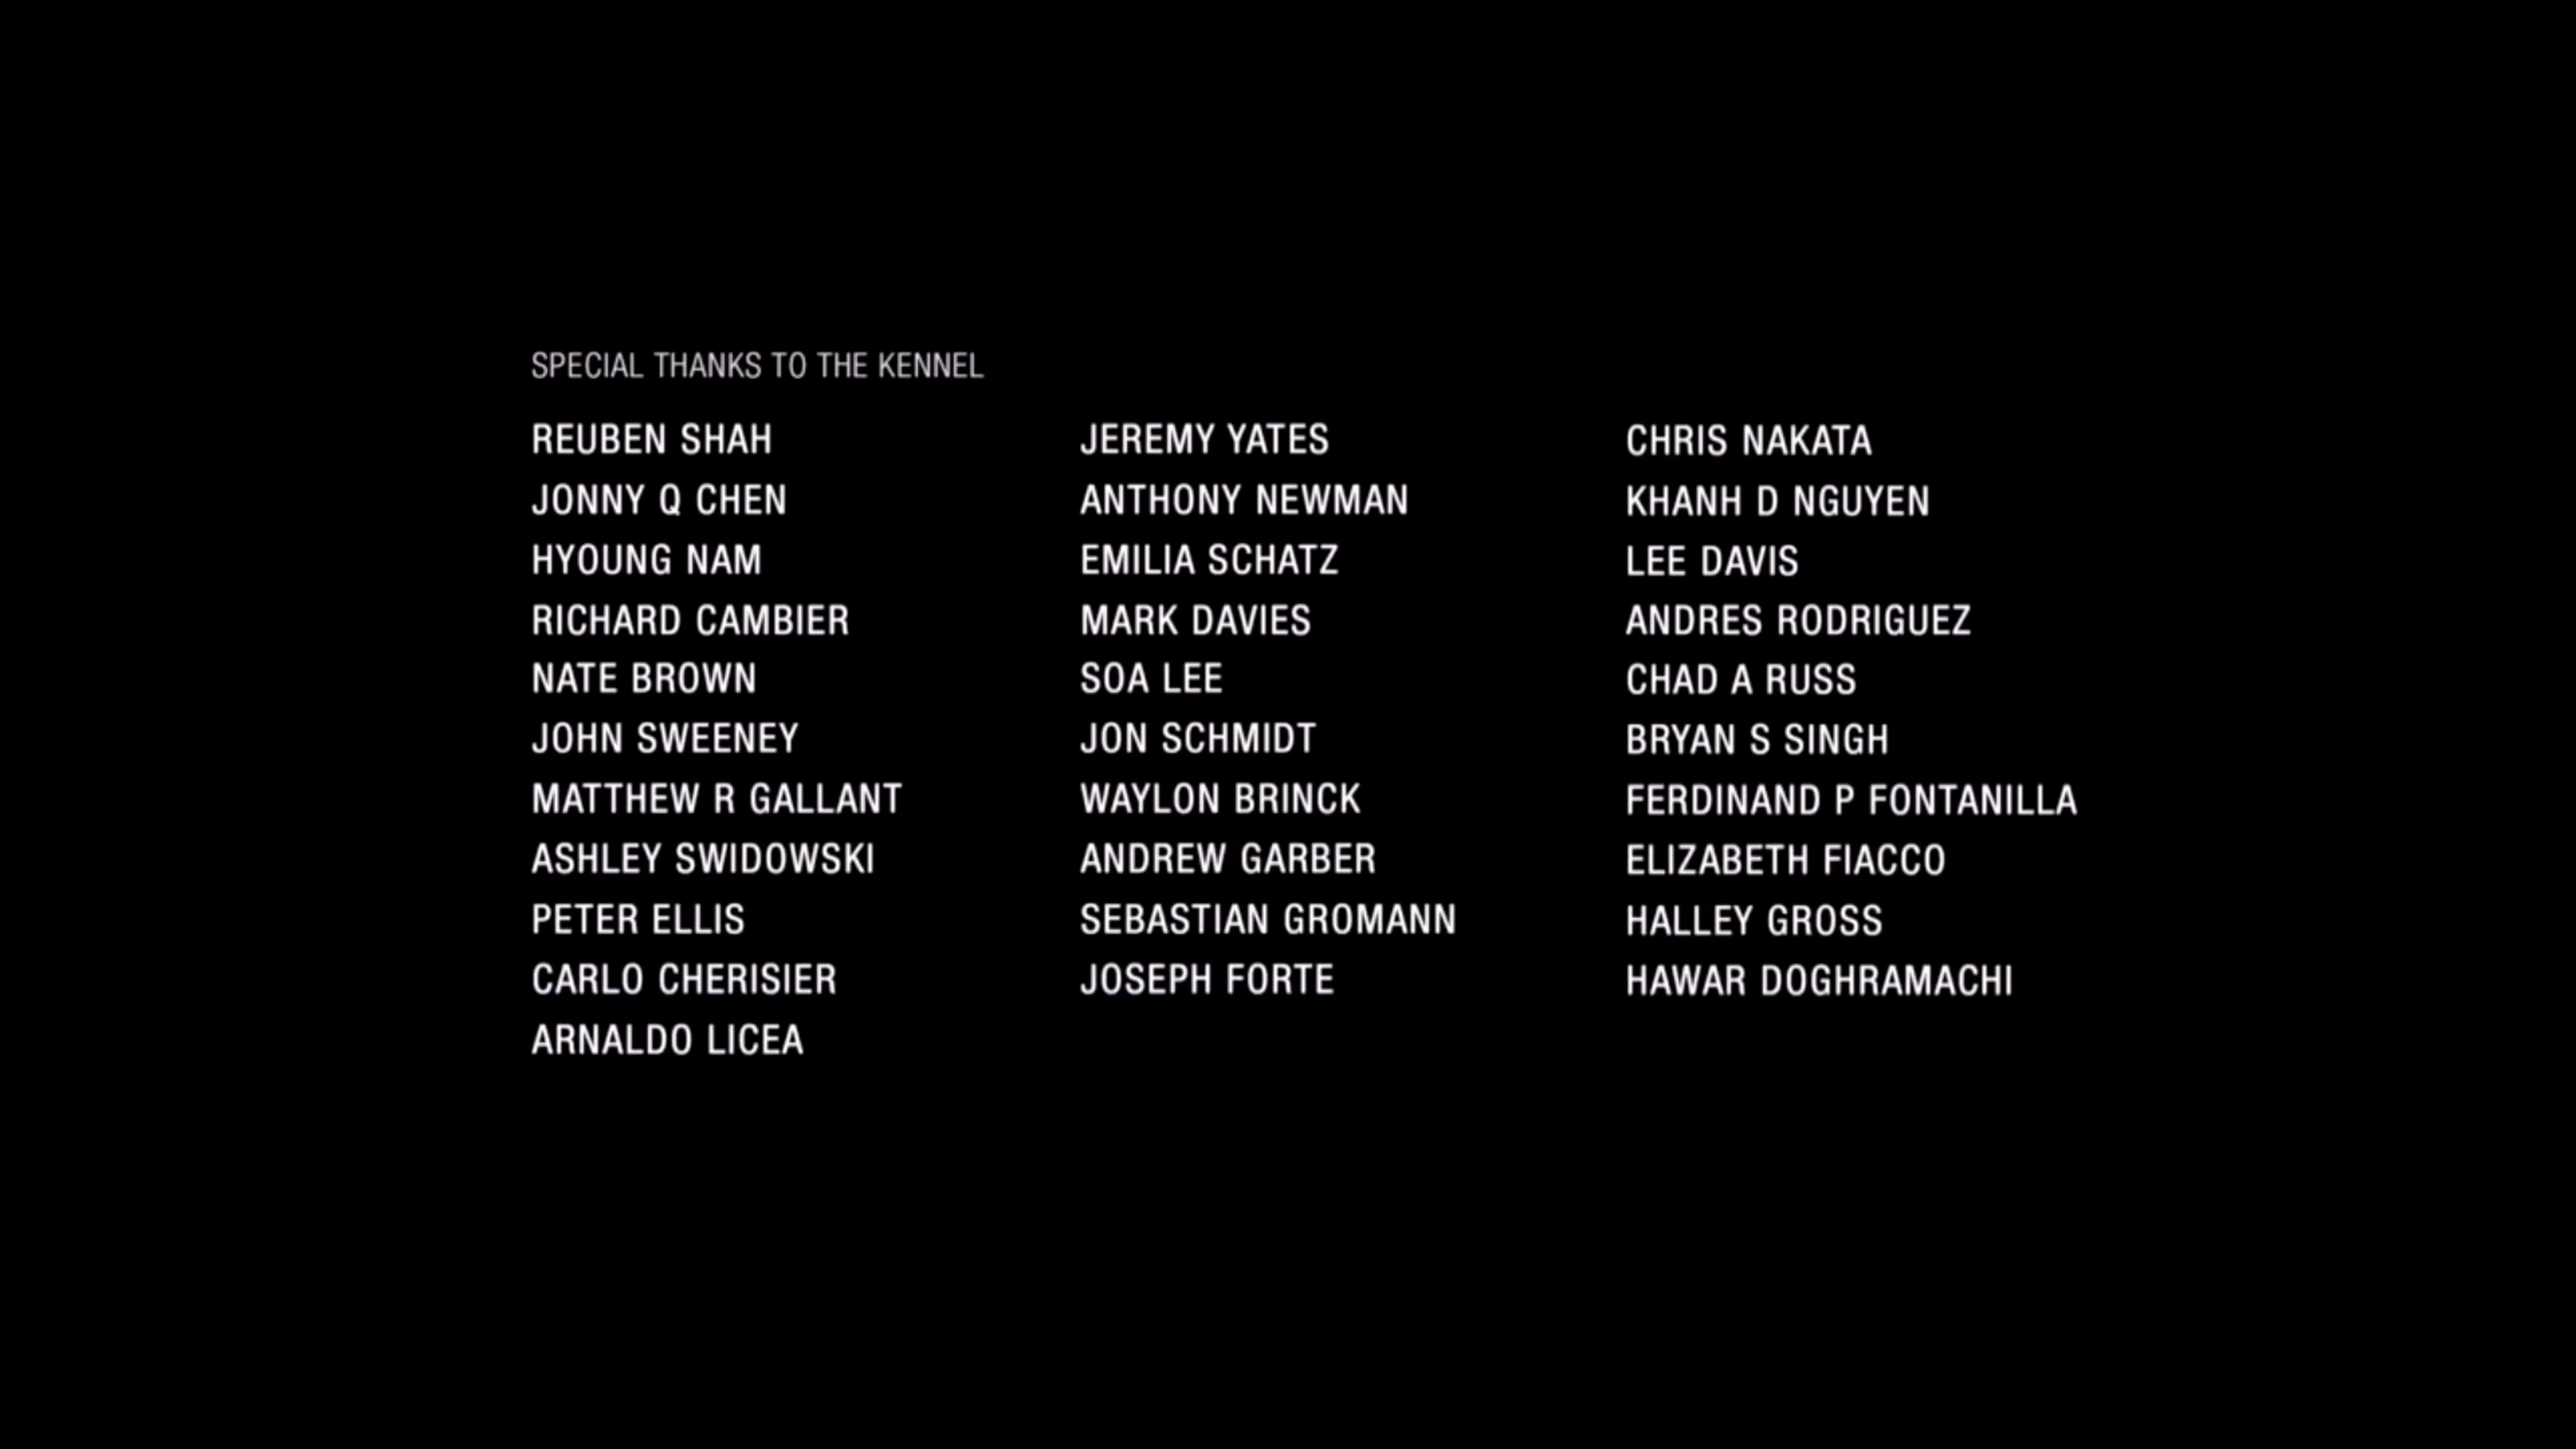 SPECIAL THANKS TO THE KENNEL
REUBEN SHAH
JONNY Q CHEN
HYOUNG NAM
RICHARD CAMBIER
NATE BROWN
JOHN SWEENEY
MATTHEW R GALLANT
ASHLEY SWIDOWSKI
PETER ELLIS
CARLO CHERISIER
ARNALDO LICEA
JEREMY YATES
ANTHONY NEWMAN
EMILIA SCHATZ
MARK DAVIES
SOA LEE
JON SCHMIDT
WAYLON BRINCK
ANDREW GARBER
SEBASTIAN GROMANN
JOSEPH FORTE
CHRIS NAKATA
KHANH D NGUYEN
LEE DAVIS
ANDRES RODRIGUEZ
CHAD A RUSS
BRYAN S SINGH
FERDINAND P FONTANILLA
ELIZABETH FIACCO
HALLEY GROSS
HAWAR DOGHRAMACHI